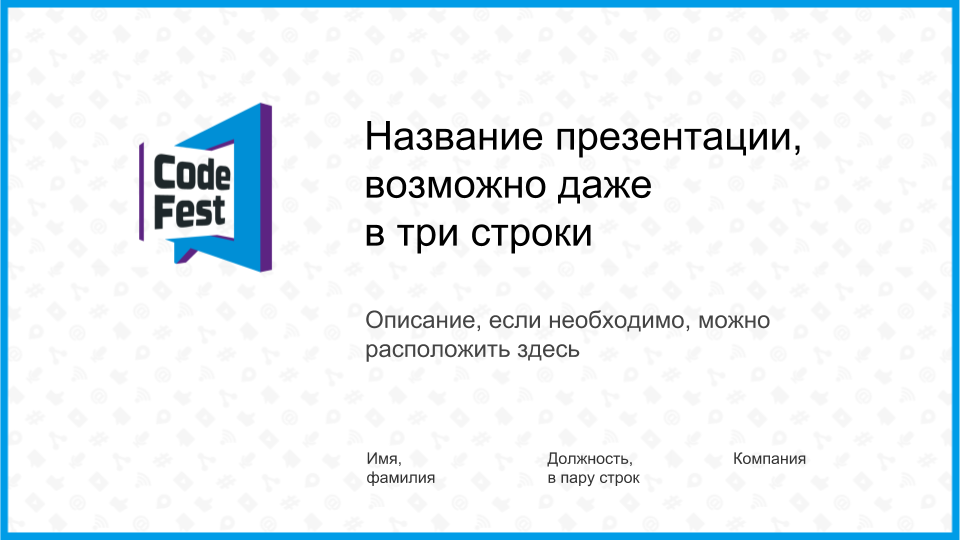 Code
Fest
Название презентации,
возможно даже
в три строки
Описание, если необходимо, можно
расположить здесь
Имя,
фамилия
Должность,
в пару строк
Компания